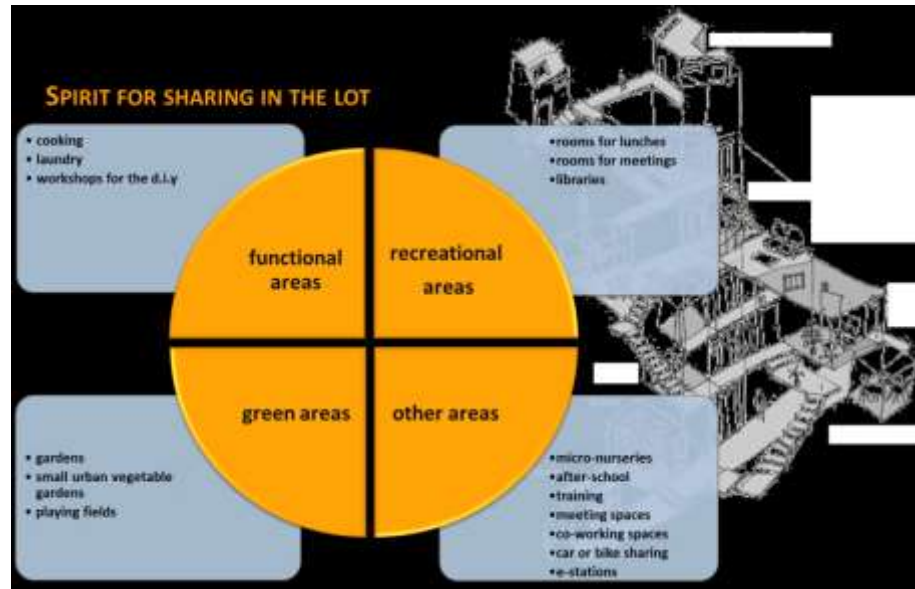 SPIRIT FOR SHARING IN THE LOT
• cooking
• laundry
• workshops for the d.i.y
•rooms for lunches
•rooms for meetings
•libraries
functional
areas
recreational
areas
green areas
other areas
• gardens
• small urban vegetable
gardens
• playing fields
•micro-nurseries
•after-school
•training
•meeting spaces
•co-working spaces
•car or bike sharing
•e-stations